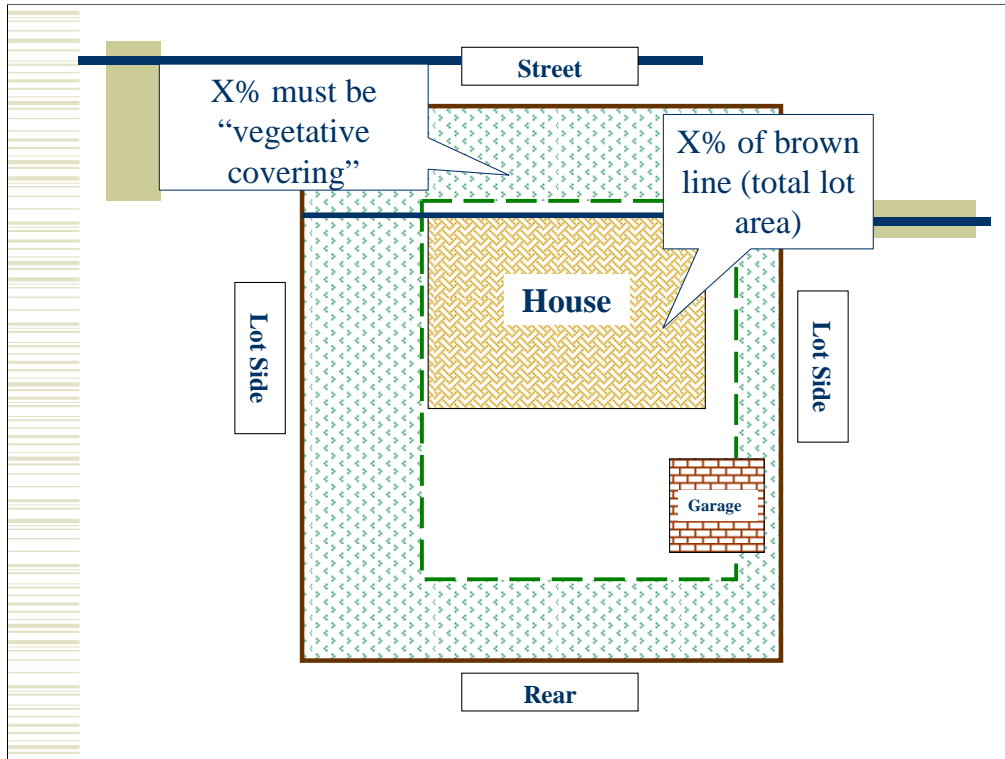 Street
X% must be
“vegetative
covering”
X% of brown
line (total lot
area)
House
Lot Side
Lot Side
Garage
Rear